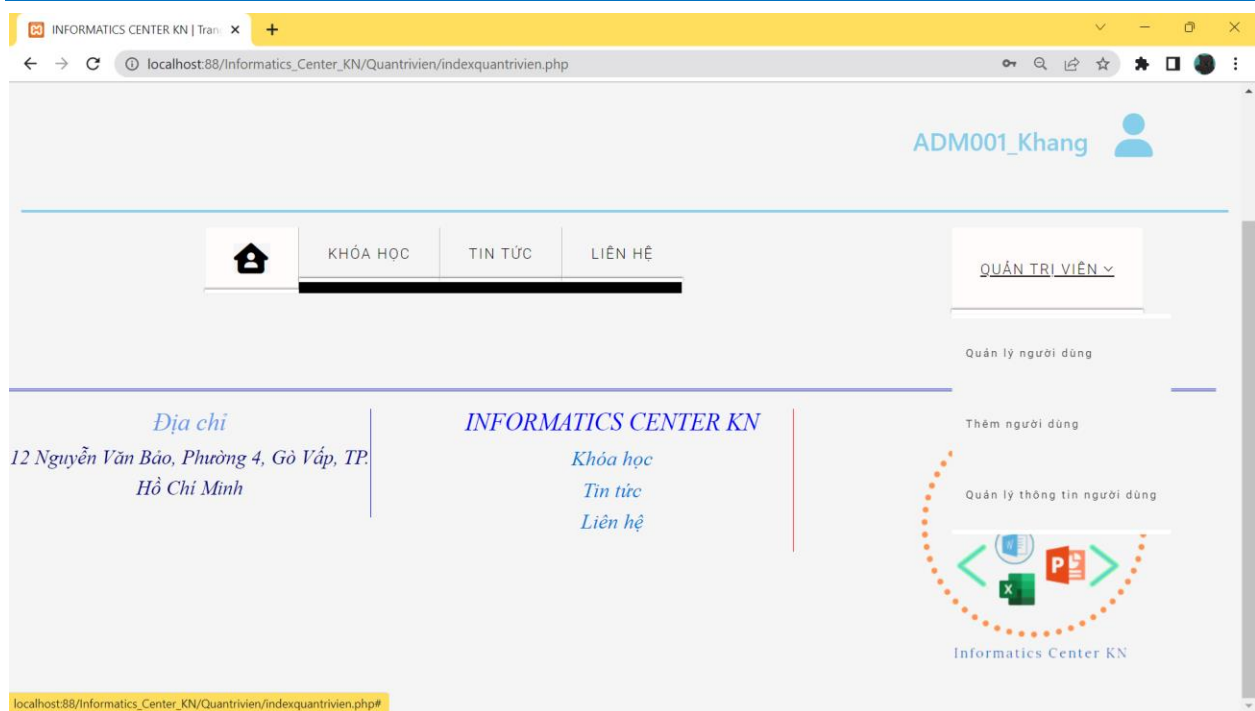 INFORMATICS CENTER KN | Tran
localhost:88/Informatics_Center_KN/Quantrivien/indexquantrivien.php
ADM001_Khang
KHÓA HỌC TIN TỨC LIÊN HỆ
QUẢN TRỊ VIÊN
Quản lý người dùng
Thêm người dùng
Quản lý thông tin người dùng
Địa chỉ
12 Nguyễn Văn Bảo, Phường 4, Gò Vấp, TP.
Hồ Chí Minh
INFORMATICS CENTER KN
Khóa học
Tin tức
Liên hệ
Informatics Center KN
localhost:88/Informatics_Center_KN/Quantrivien/indexquantrivien.php#